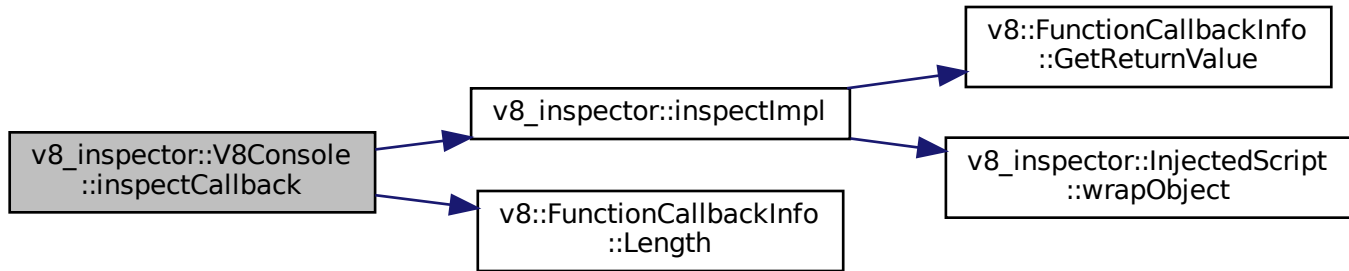 v8_inspector::V8Console
::inspectCallback
v8_inspector::inspectImpl
v8::FunctionCallbackInfo
::Length
v8::FunctionCallbackInfo
::GetReturnValue
v8_inspector::InjectedScript
::wrapObject